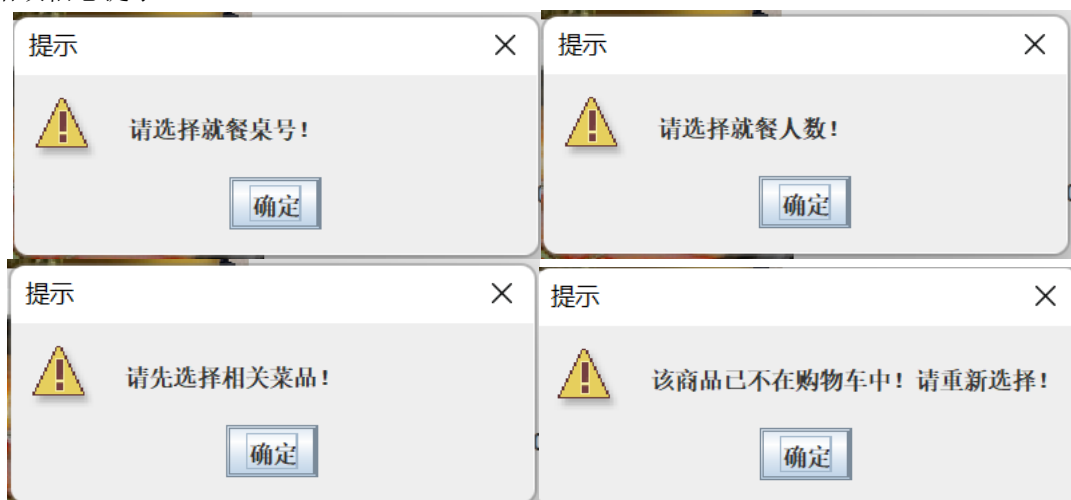 提示
请选择就餐桌号！
确定
提示
请选择就餐人数！
确定
提示
请先选择相关菜品！
确定
提示
该商品已不在购物车中！请重新选择！
确定